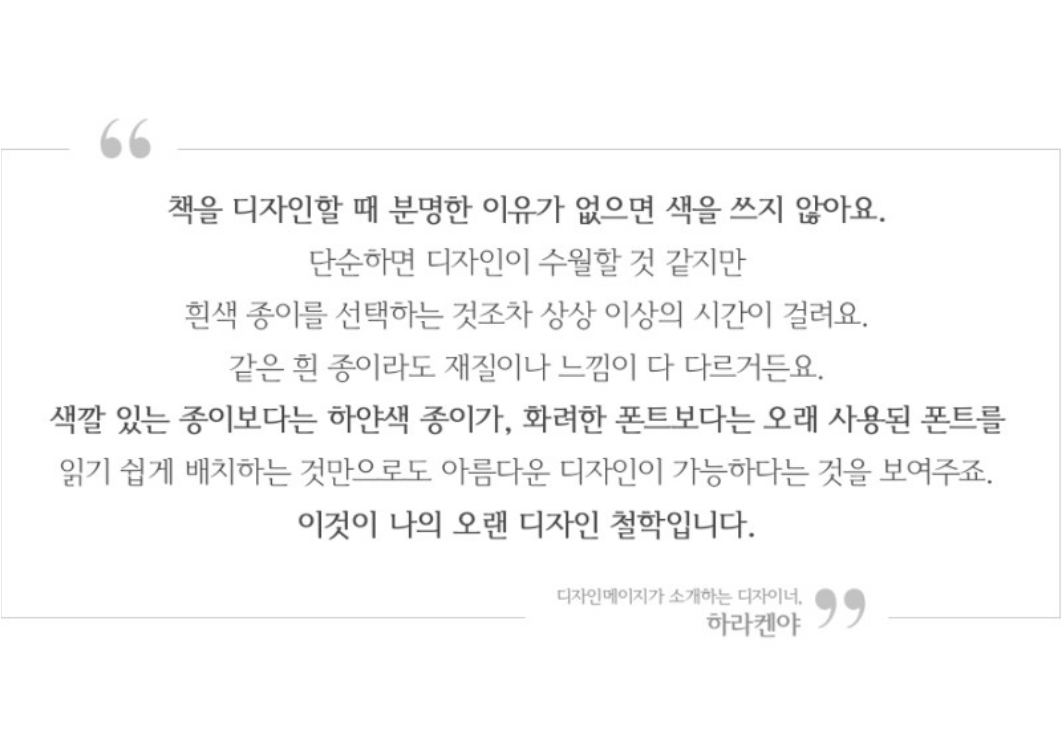 “
책을 디자인할 때 분명한 이유가 없으면 색을 쓰지 않아요.
단순하면 디자인이 수월할 것 같지만
흰색 종이를 선택하는 것조차 상상 이상의 시간이 걸려요.
같은 흰 종이라도 재질이나 느낌이 다 다르거든요.
색깔 있는 종이보다는 하얀색 종이가, 화려한 폰트보다는 오래 사용된 폰트를
읽기 쉽게 배치하는 것만으로도 아름다운 디자인이 가능하다는 것을 보여주죠.
이것이 나의 오랜 디자인 철학입니다.
디자인메이지가 소개하는 디자이너,
하라켄야 ”